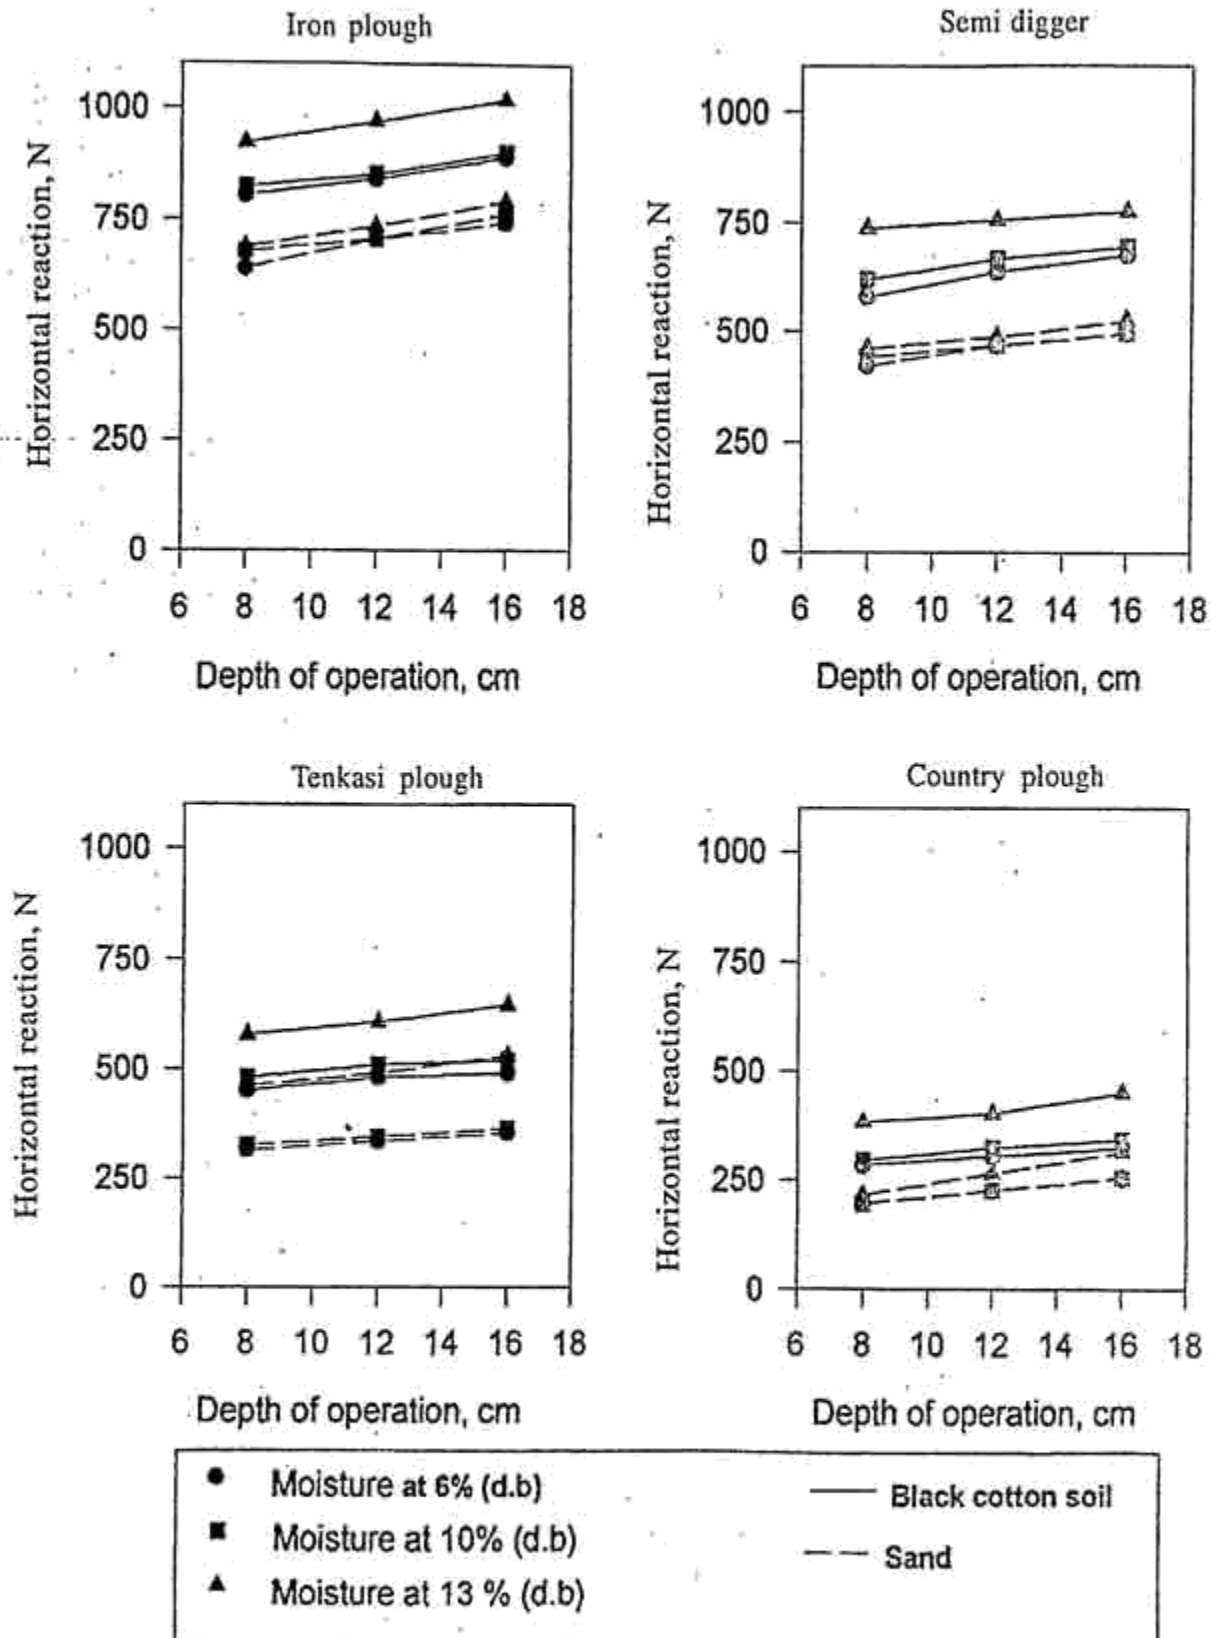 Iron plough
Semi digger
Horizontal reaction, N
1000
750
500
250
0
6 8 10 12 14 16 18
Depth of operation, cm
Horizontal reaction, N
1000
750
500
250
0
6 8 10 12 14 16 18
Depth of operation, cm
Tenkasi plough
Country plough
Horizontal reaction, N
1000
750
500
250
0
6 8 10 12 14 16 18
Depth of operation, cm
Horizontal reaction, N
1000
750
500
250
0
6 8 10 12 14 16 18
Depth of operation, cm
Moisture at 6% (d.b)
Moisture at 10% (d.b)
Moisture at 13 % (d.b)
Black cotton soil
Sand